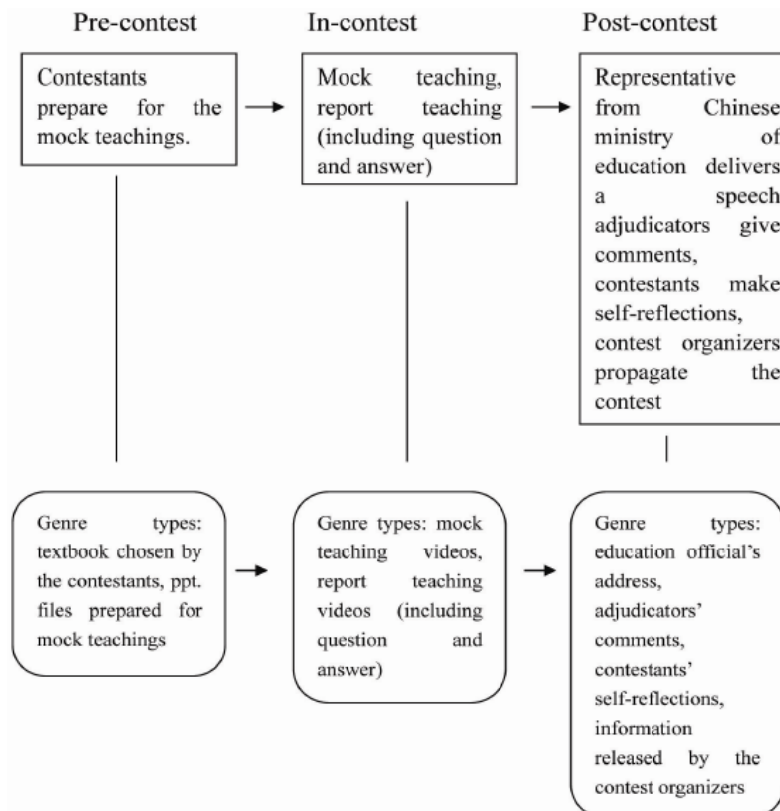 Pre-contest
In-contest
Post-contest
Contestants
prepare for the
mock teachings.
Mock teaching,
report teaching
(including question
and answer)
Representative
from Chinese
ministry of
education delivers
a speech
adjudicators give
comments,
contestants make
self-reflections,
contest organizers
propagate the
contest
Genre types:
textbook chosen by
the contestants, ppt.
files prepared for
mock teachings
Genre types: mock
teaching videos,
report teaching
videos (including
question and
answer)
Genre types:
education official's
address,
adjudicators'
comments,
contestants'
self-reflections,
information
released by the
contest organizers